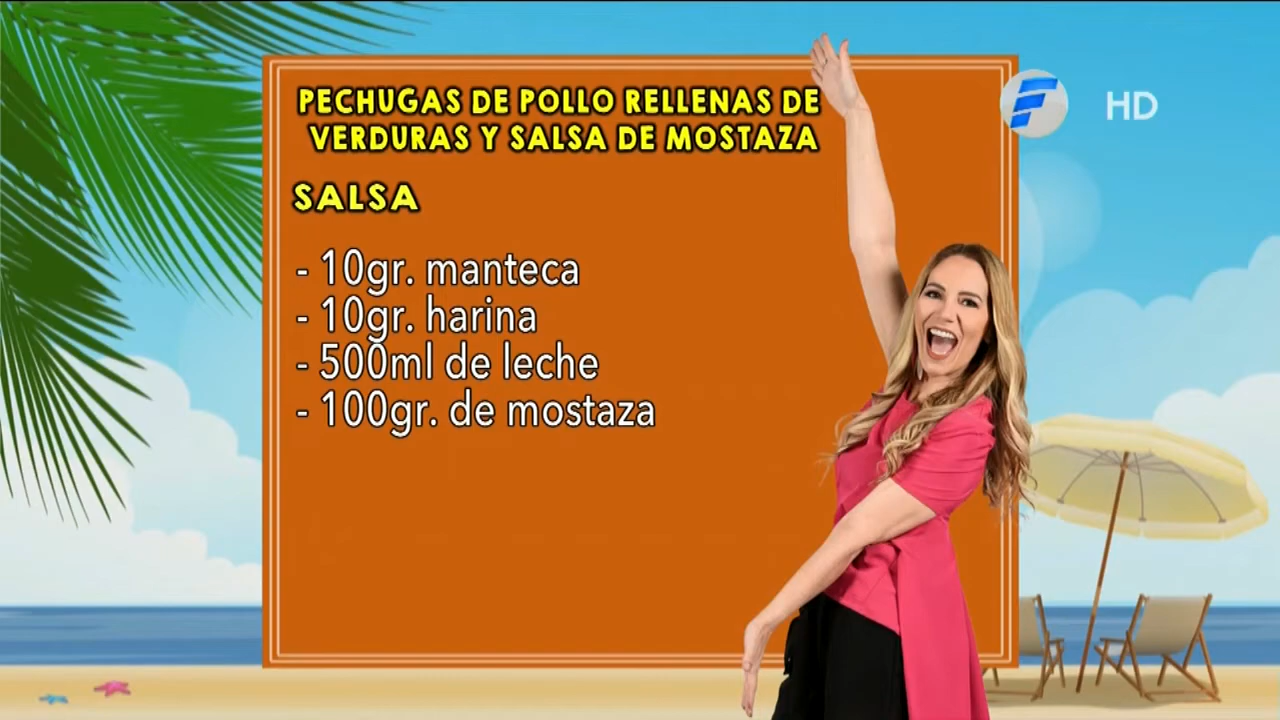 PECHUGAS DE POLLO RELLENAS DE
VERDURAS Y SALSA DE MOSTAZA
SALSA
- 10gr. manteca
- 10gr. harina
- 500ml de leche
- 100gr. de mostaza
HD